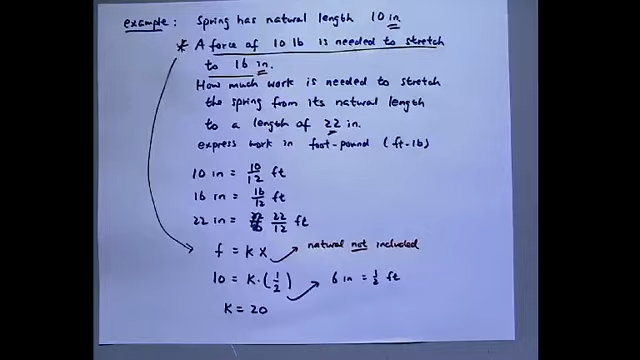 example: Spring has natural length 10 in.
* A force of 10 lb is needed to stretch
to 16 in.
How much work is needed to stretch
the spring from its natural length
to a length of 22 in.
express work in foot-pound (ft-lb)
10 in = 10/12 ft
16 in = 16/12 ft
22 in = 22/12 ft
f = k x → natural not included
10 = k·(1/2) → 6 in = 1/2 ft
k = 20